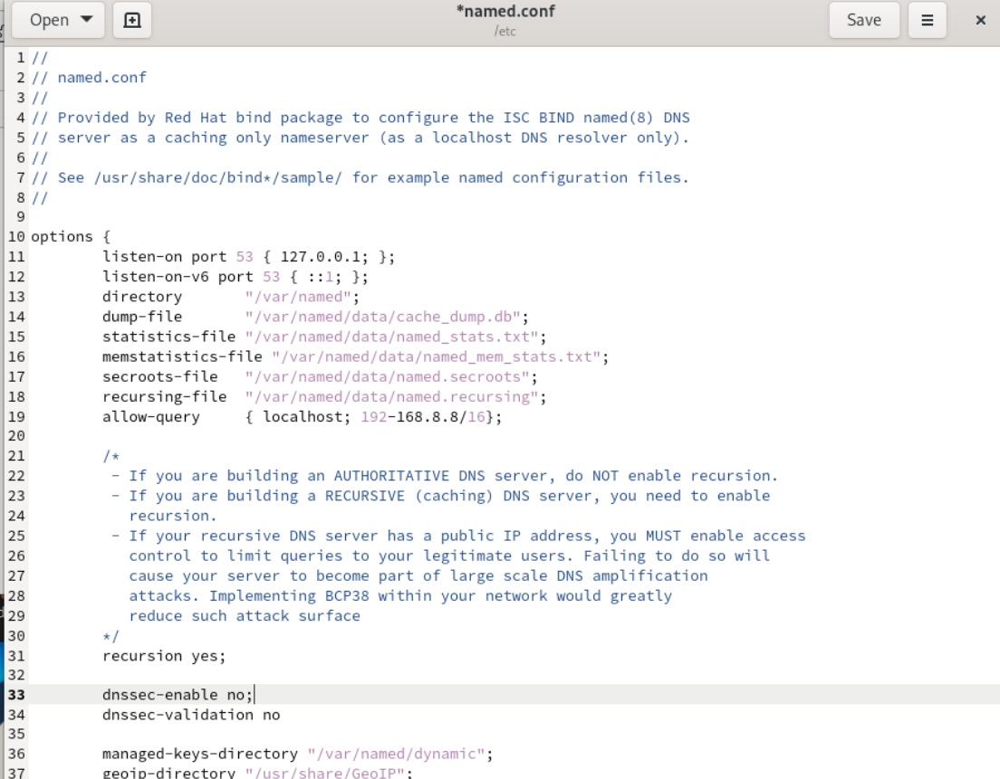 Open
*named.conf
/etc
Save
1 //
2 // named.conf
3 //
4 // Provided by Red Hat bind package to configure the ISC BIND named(8) DNS
5 // server as a caching only nameserver (as a localhost DNS resolver only).
6 //
7 // See /usr/share/doc/bind*/sample/ for example named configuration files.
8 //
9
10 options {
11         listen-on port 53 { 127.0.0.1; };
12         listen-on-v6 port 53 { ::1; };
13         directory       "/var/named";
14         dump-file       "/var/named/data/cache_dump.db";
15         statistics-file "/var/named/data/named_stats.txt";
16         memstatistics-file "/var/named/data/named_mem_stats.txt";
17         secroots-file   "/var/named/data/named.secroots";
18         recursing-file  "/var/named/data/named.recursing";
19         allow-query     { localhost; 192-168.8.8/16};
20
21         /*
22          - If you are building an AUTHORITATIVE DNS server, do NOT enable recursion.
23          - If you are building a RECURSIVE (caching) DNS server, you need to enable
24            recursion.
25          - If your recursive DNS server has a public IP address, you MUST enable access
26            control to limit queries to your legitimate users. Failing to do so will
27            cause your server to become part of large scale DNS amplification
28            attacks. Implementing BCP38 within your network would greatly
29            reduce such attack surface
30         */
31         recursion yes;
32
33         dnssec-enable no;
34         dnssec-validation no
35
36         managed-keys-directory "/var/named/dynamic";
37         geoip-directory "/usr/share/GeoIP";